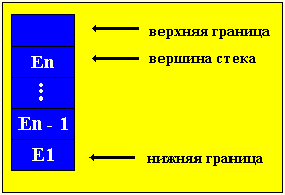 верхняя граница
En
вершина стека
⋮
En - 1
E1
нижняя граница